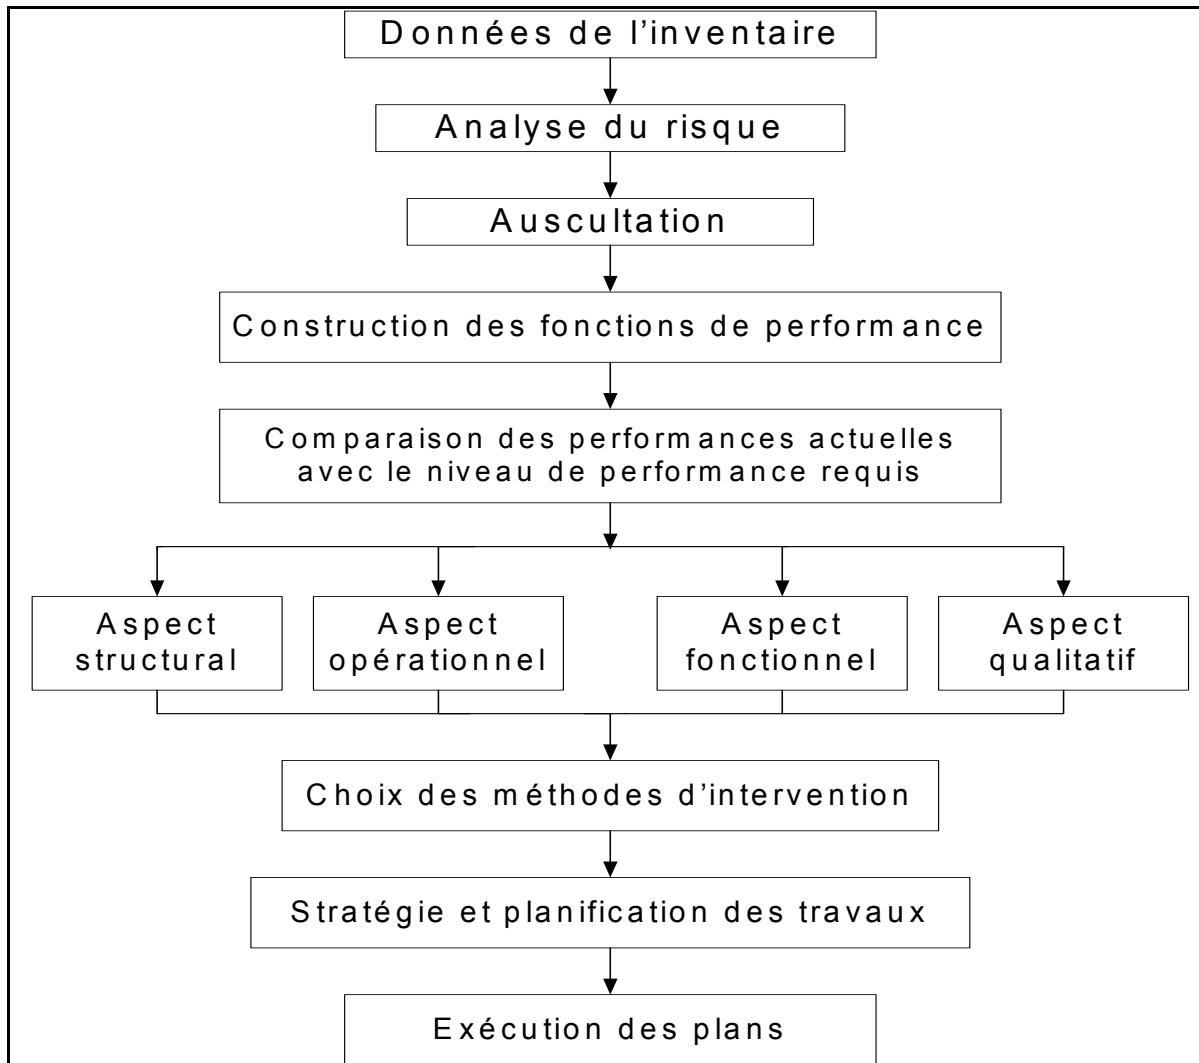 Données de l'inventaire
Analyse du risque
Auscultation
Construction des fonctions de performance
Comparaison des performances actuelles
avec le niveau de performance requis
Aspect
structural
Aspect
opérationnel
Aspect
fonctionnel
Aspect
qualitatif
Choix des méthodes d'intervention
Stratégie et planification des travaux
Exécution des plans